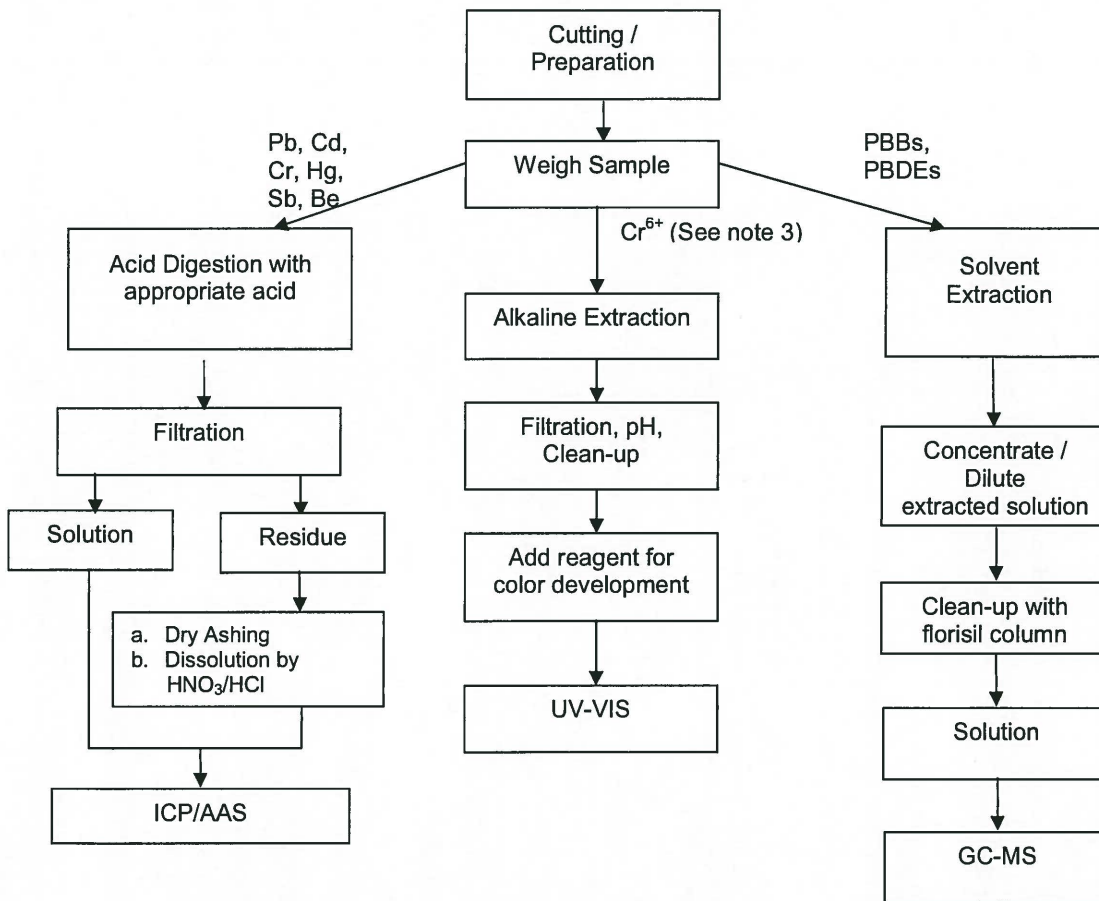 Cutting /
Preparation
Weigh Sample
Pb, Cd,
Cr, Hg,
Sb, Be
Acid Digestion with
appropriate acid
Filtration
Solution
Residue
a. Dry Ashing
b. Dissolution by
HNO₃/HCl
ICP/AAS
Cr⁶⁺ (See note 3)
Alkaline Extraction
Filtration, pH,
Clean-up
Add reagent for
color development
UV-VIS
PBBs,
PBDEs
Solvent
Extraction
Concentrate /
Dilute
extracted solution
Clean-up with
florisil column
Solution
GC-MS